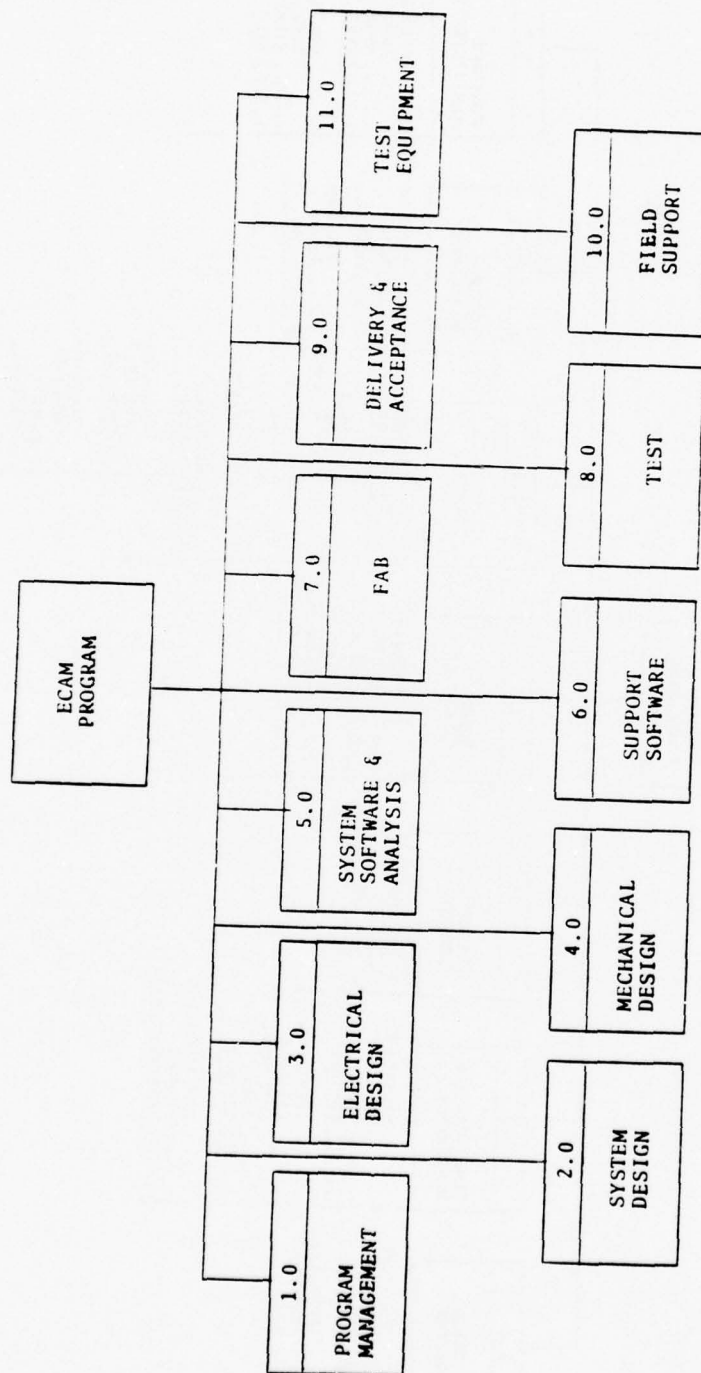 ECAM
PROGRAM
1.0
PROGRAM
MANAGEMENT
3.0
ELECTRICAL
DESIGN
5.0
SYSTEM
SOFTWARE &
ANALYSIS
7.0
FAB
9.0
DELIVERY &
ACCEPTANCE
11.0
TEST
EQUIPMENT
2.0
SYSTEM
DESIGN
4.0
MECHANICAL
DESIGN
6.0
SUPPORT
SOFTWARE
8.0
TEST
10.0
FIELD
SUPPORT